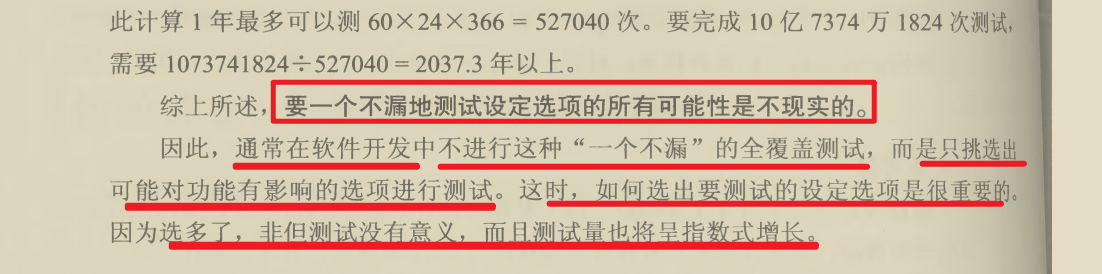 此计算 1 年最多可以测 60×24×366 = 527040 次。要完成 10 亿 7374 万 1824 次测试,
需要 1073741824÷527040 = 2037.3 年以上。
综上所述，要一个不漏地测试设定选项的所有可能性是不现实的。
因此，通常在软件开发中不进行这种“一个不漏”的全覆盖测试，而是只挑选出
可能对功能有影响的选项进行测试。这时，如何选出要测试的设定选项是很重要的。
因为选多了，非但测试没有意义，而且测试量也将呈指数式增长。